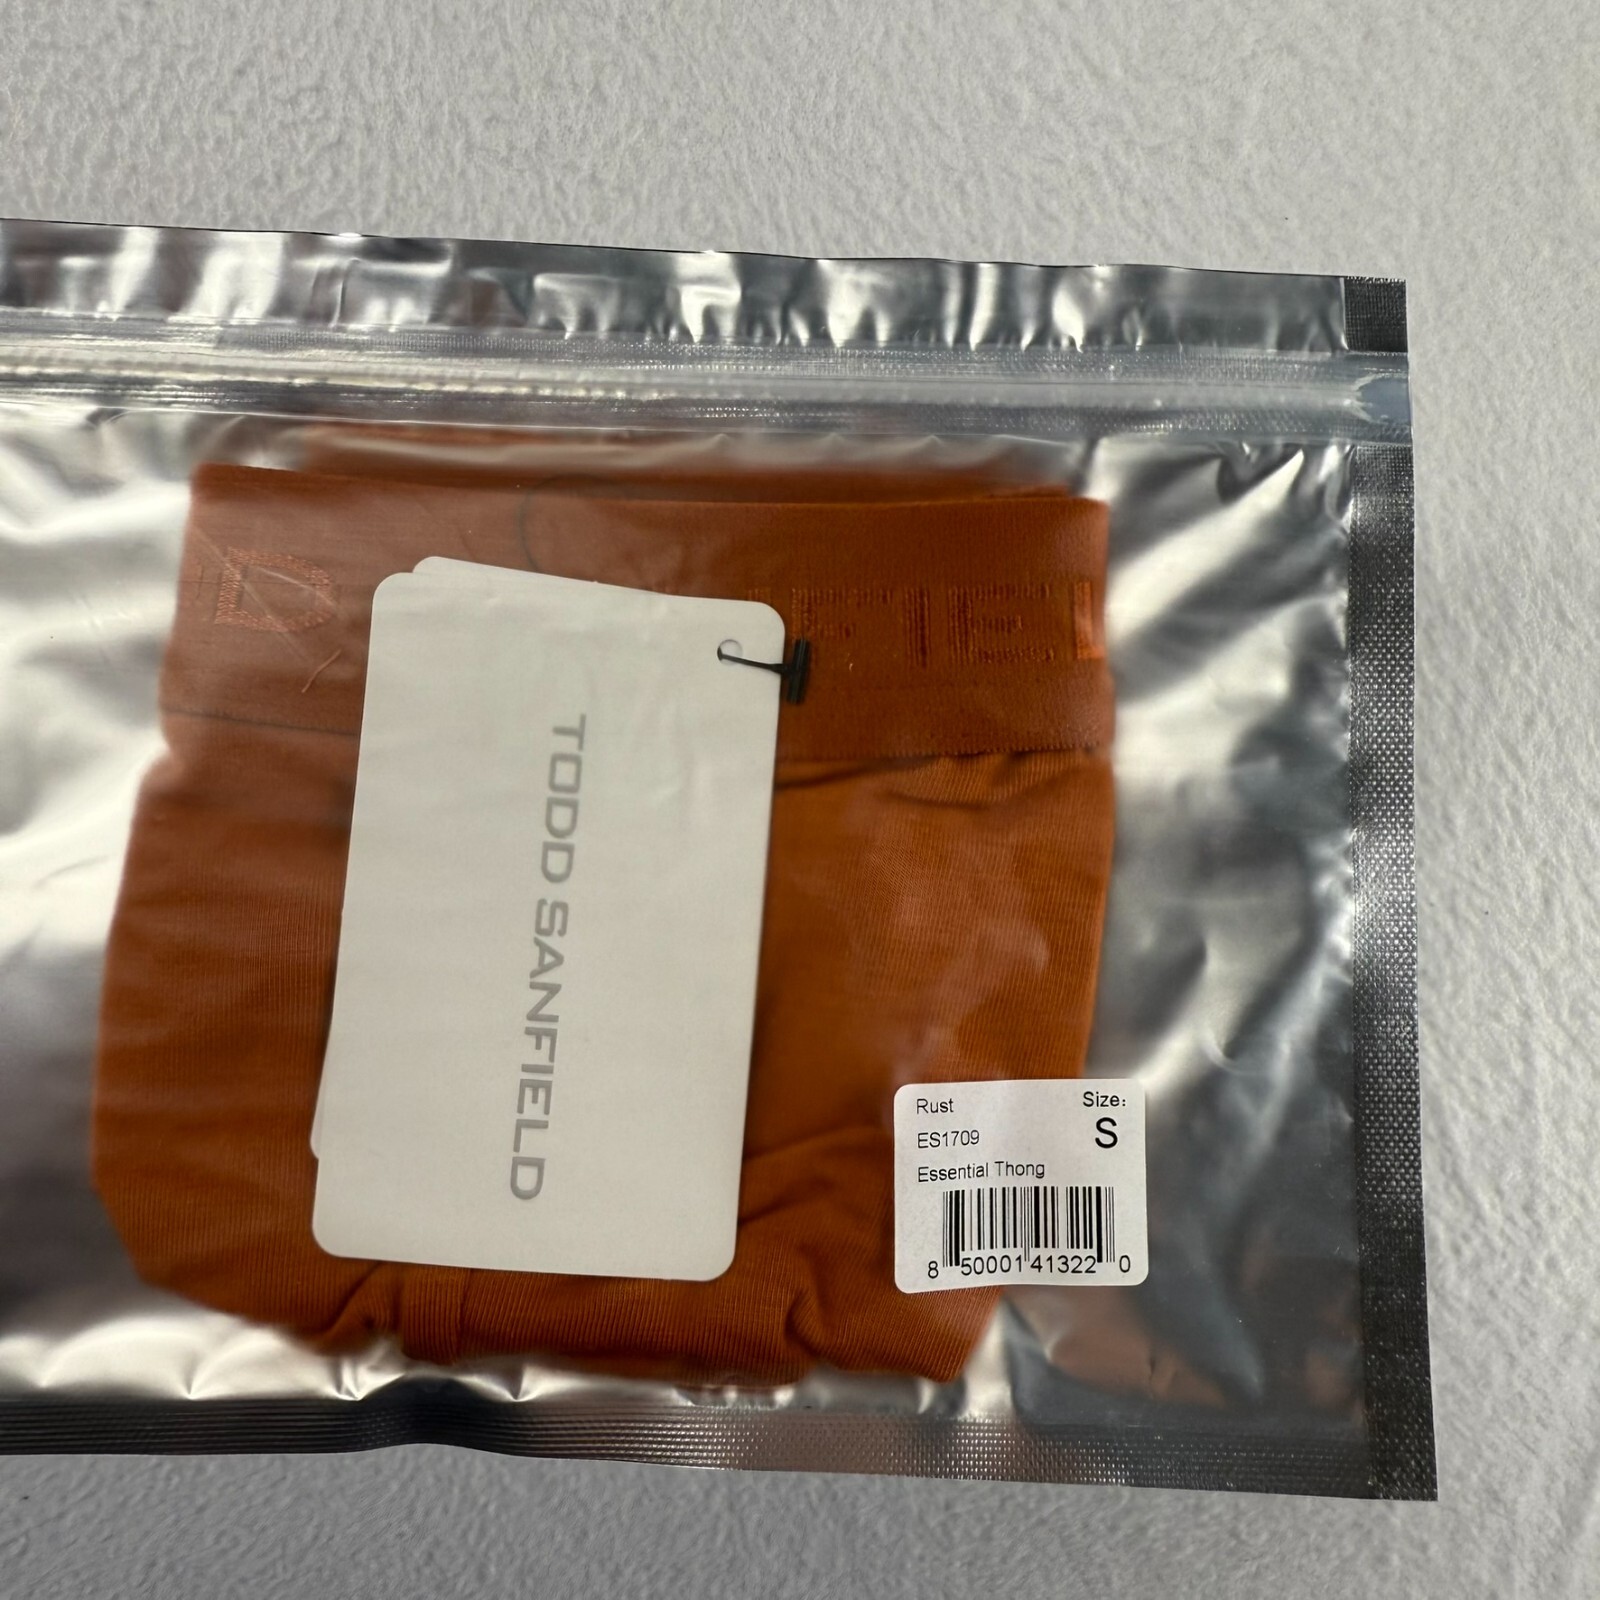 TODD SANFIELD
Rust
Size:
ES1709
S
Essential Thong
8 50001 41322 0